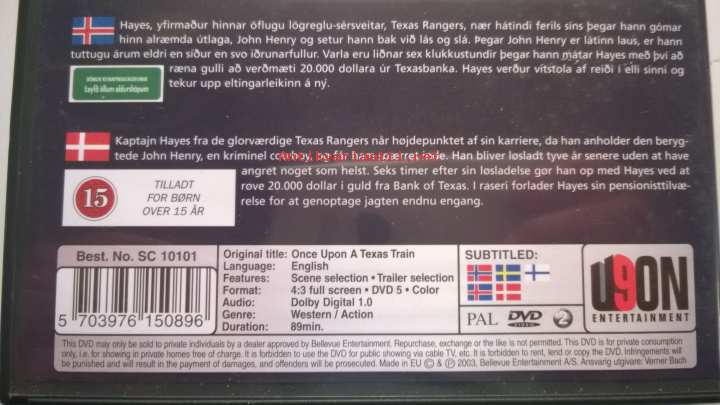 Hayes, yfirmaður hinnar öflugu lögreglu-sérsveitar, Texas Rangers, nær hátindi ferils síns þegar hann gómar
hinn alræmda útlaga, John Henry og setur hann bak við lás og slá. Þegar John Henry er látinn laus, er hann
tuttugu árum eldri en síður en svo iðrunarfullur. Varla eru liðnar sex klukkustundir þegar hann mátar Hayes með því að
ræna gulli að verðmæti 20.000 dollara úr Texasbanka. Hayes verður vitstola af reiði í elli sinni og
tekur upp eltingarleikinn á ný.
Leyfð öllum aldurshópum
Kaptajn Hayes fra de glorværdige Texas Rangers når højdepunktet af sin karriere, da han anholder den beryg-
tede John Henry, en kriminel cowboy, og får ham spærret inde. Han bliver løsladt tyve år senere uden at have
angret noget som helst. Seks timer efter sin løsladelse gør han op med Hayes ved at
røve 20.000 dollar i guld fra Bank of Texas. I raseri forlader Hayes sin pensionisttilvæ-
relse for at genoptage jagten endnu engang.
15
TILLADT
FOR BØRN
OVER 15 ÅR
Best. No. SC 10101
5 703976 150896
Original title: Once Upon A Texas Train
Language: English
Features: Scene selection • Trailer selection
Format: 4:3 full screen • DVD 5 • Color
Audio: Dolby Digital 1.0
Genre: Western / Action
Duration: 89min.
SUBTITLED:
PAL DVD VIDEO 2
U9ON
ENTERTAINMENT
This DVD may only be sold to private individuals by a dealer approved by Bellevue Entertainment. Repurchase, exchange or the like is not permitted. This DVD is for private consumption
only, i.e. for showing in private homes free of charge. It is forbidden to use the DVD for public showing via cable TV, etc. It is forbidden to rent, lend or copy the DVD. Infringements will
be punished and will result in the payment of damages, and offenders will be prosecuted. Made in EU © & ℗ 2003, Bellevue Entertainment A/S. Ansvarig utgivare: Verner Bach